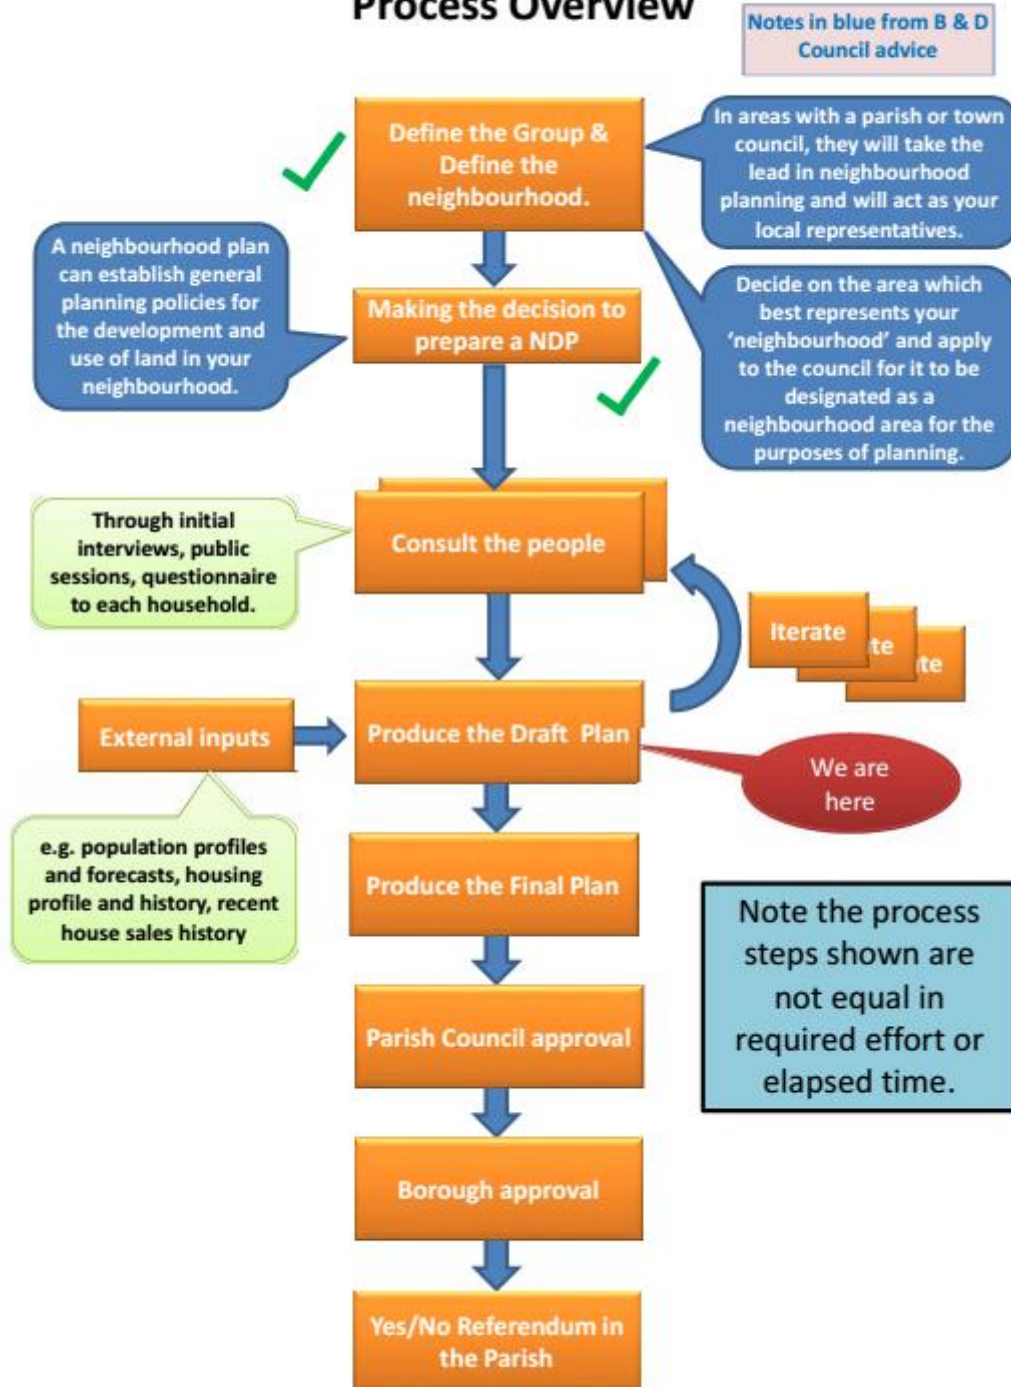 Process Overview
Notes in blue from B & D
Council advice
Define the Group &
Define the
neighbourhood.
In areas with a parish or town
council, they will take the
lead in neighbourhood
planning and will act as your
local representatives.
A neighbourhood plan
can establish general
planning policies for
the development and
use of land in your
neighbourhood.
Making the decision to
prepare a NDP
Decide on the area which
best represents your
‘neighbourhood’ and apply
to the council for it to be
designated as a
neighbourhood area for the
purposes of planning.
Through initial
interviews, public
sessions, questionnaire
to each household.
Consult the people
Iterate
te
te
External inputs
Produce the Draft Plan
We are
here
e.g. population profiles
and forecasts, housing
profile and history, recent
house sales history
Produce the Final Plan
Note the process
steps shown are
not equal in
required effort or
elapsed time.
Parish Council approval
Borough approval
Yes/No Referendum in
the Parish